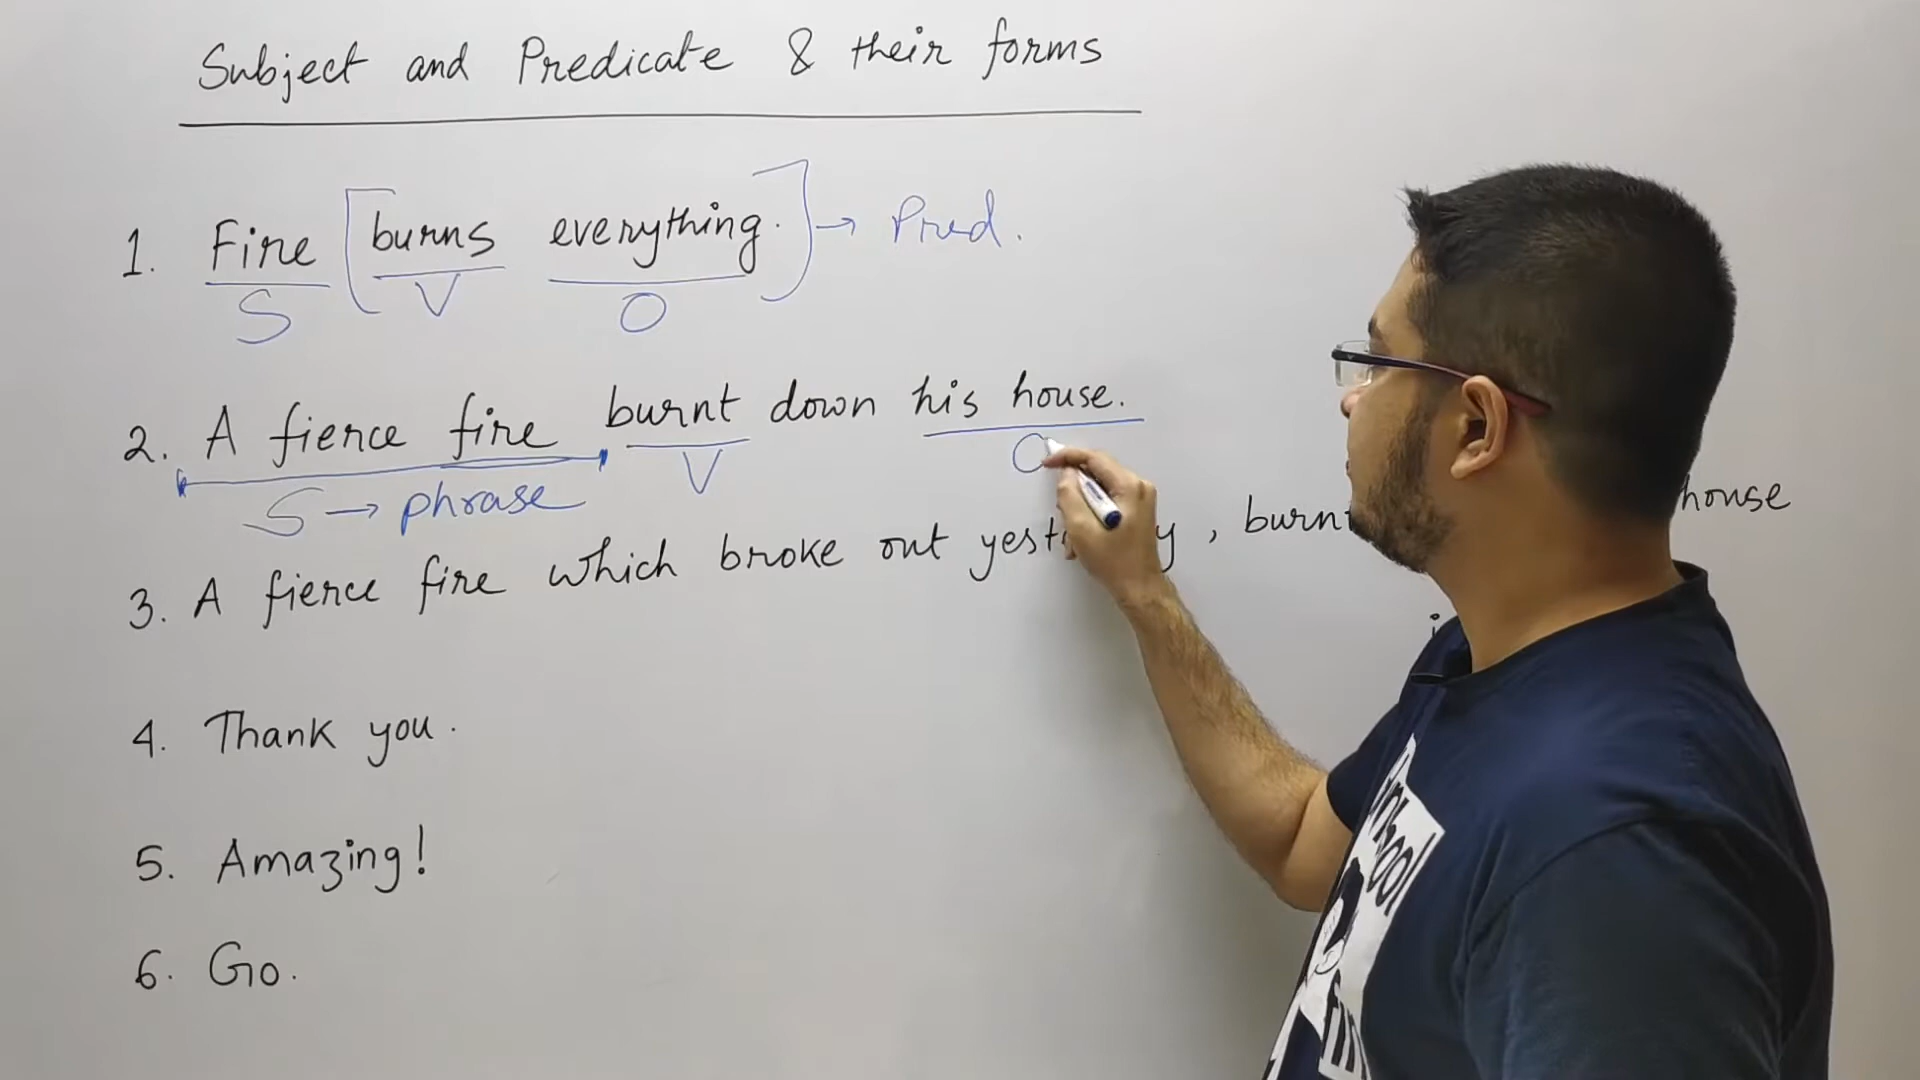 Subject and Predicate & their forms
1. Fire [burns everything.] → Pred.
S V O
2. A fierce fire burnt down his house.
S → phrase V O
3. A fierce fire which broke out yest y, burnt house
4. Thank you.
5. Amazing!
6. Go.